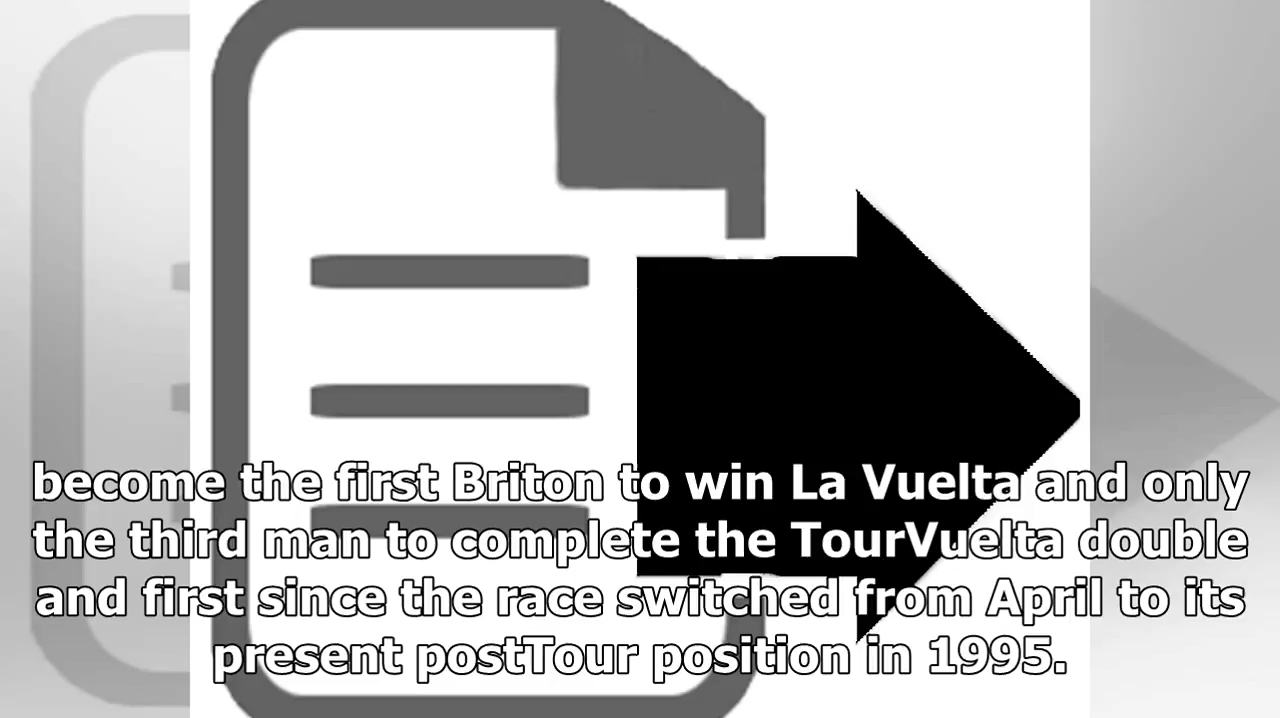 become the first Briton to win La Vuelta and only
the third man to complete the TourVuelta double
and first since the race switched from April to its
present postTour position in 1995.